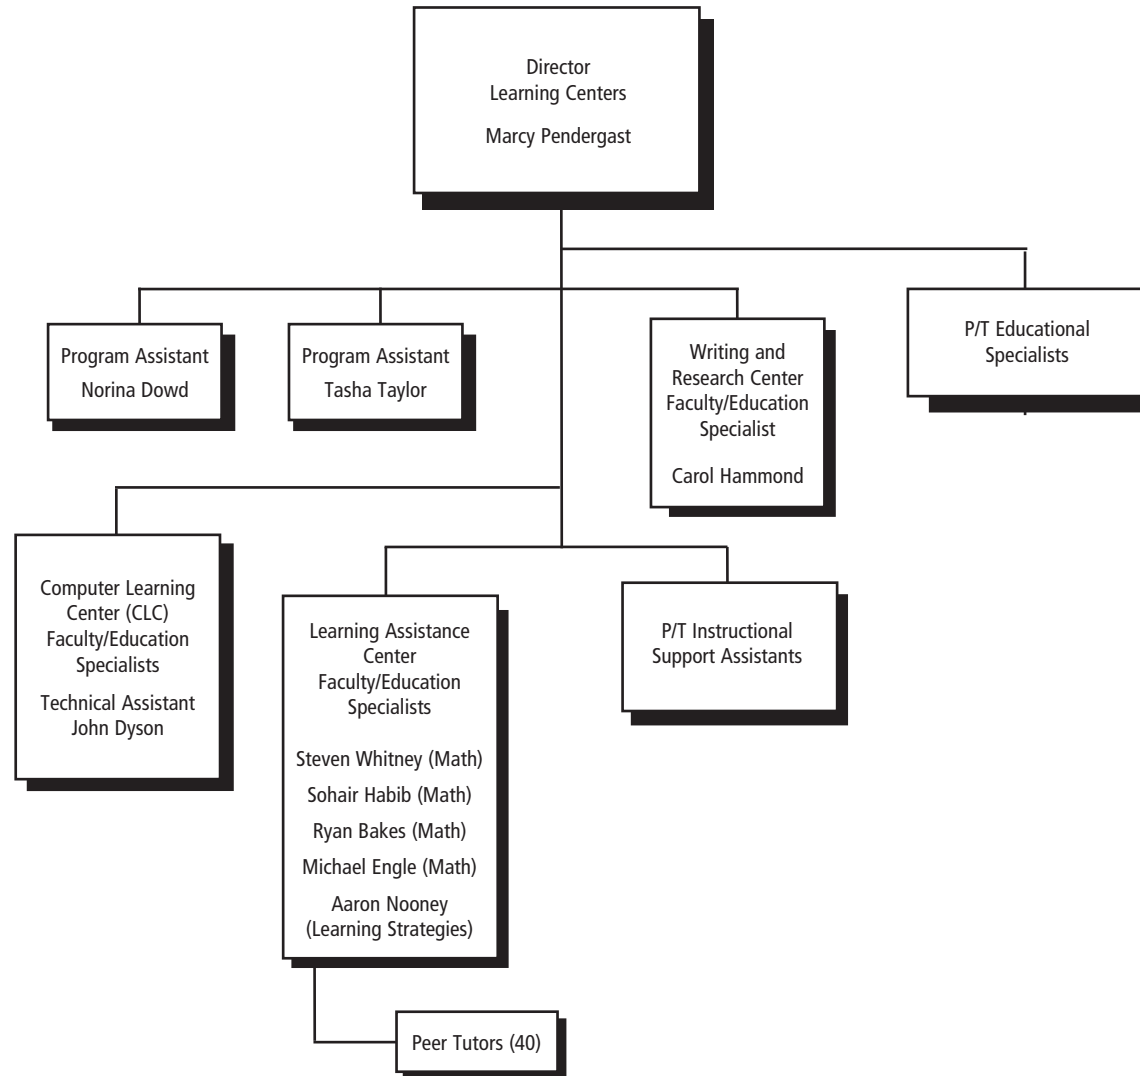 Director
Learning Centers
Marcy Pendergast
Program Assistant
Norina Dowd
Program Assistant
Tasha Taylor
Writing and
Research Center
Faculty/Education
Specialist
Carol Hammond
P/T Educational
Specialists
Computer Learning
Center (CLC)
Faculty/Education
Specialists
Technical Assistant
John Dyson
Learning Assistance
Center
Faculty/Education
Specialists
Steven Whitney (Math)
Sohair Habib (Math)
Ryan Bakes (Math)
Michael Engle (Math)
Aaron Nooney
(Learning Strategies)
P/T Instructional
Support Assistants
Peer Tutors (40)